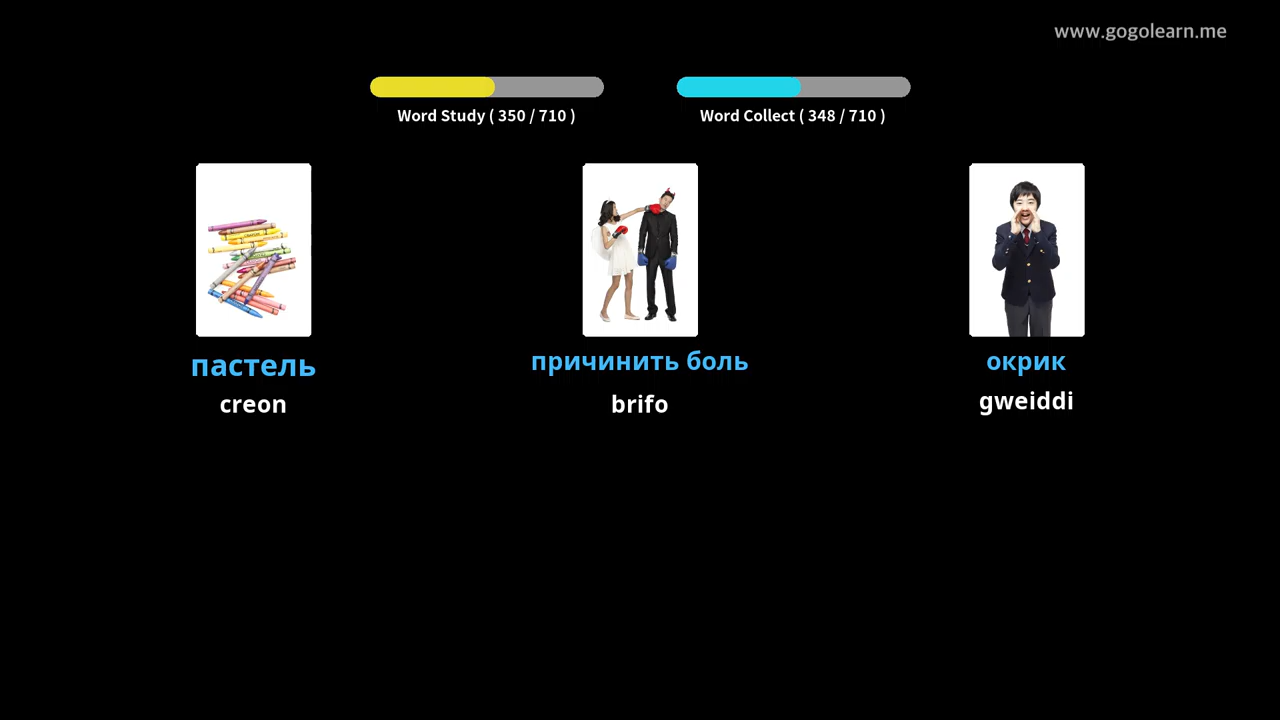 www.gogolearn.me
Word Study ( 350 / 710 )
Word Collect ( 348 / 710 )
пастель
причинить боль
окрик
creon
brifo
gweiddi